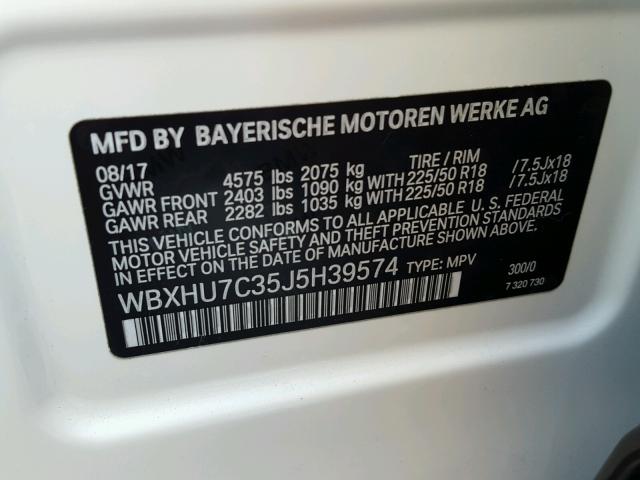 MFD BY BAYERISCHE MOTOREN WERKE AG
08/17 TIRE / RIM
GVWR 4575 lbs 2075 kg
GAWR FRONT 2403 lbs 1090 kg WITH 225/50 R18 /7.5Jx18
GAWR REAR 2282 lbs 1035 kg WITH 225/50 R18 /7.5Jx18
THIS VEHICLE CONFORMS TO ALL APPLICABLE U. S. FEDERAL
MOTOR VEHICLE SAFETY AND THEFT PREVENTION STANDARDS
IN EFFECT ON THE DATE OF MANUFACTURE SHOWN ABOVE.
WBXHU7C35J5H39574 TYPE: MPV 300/0
7 320 730